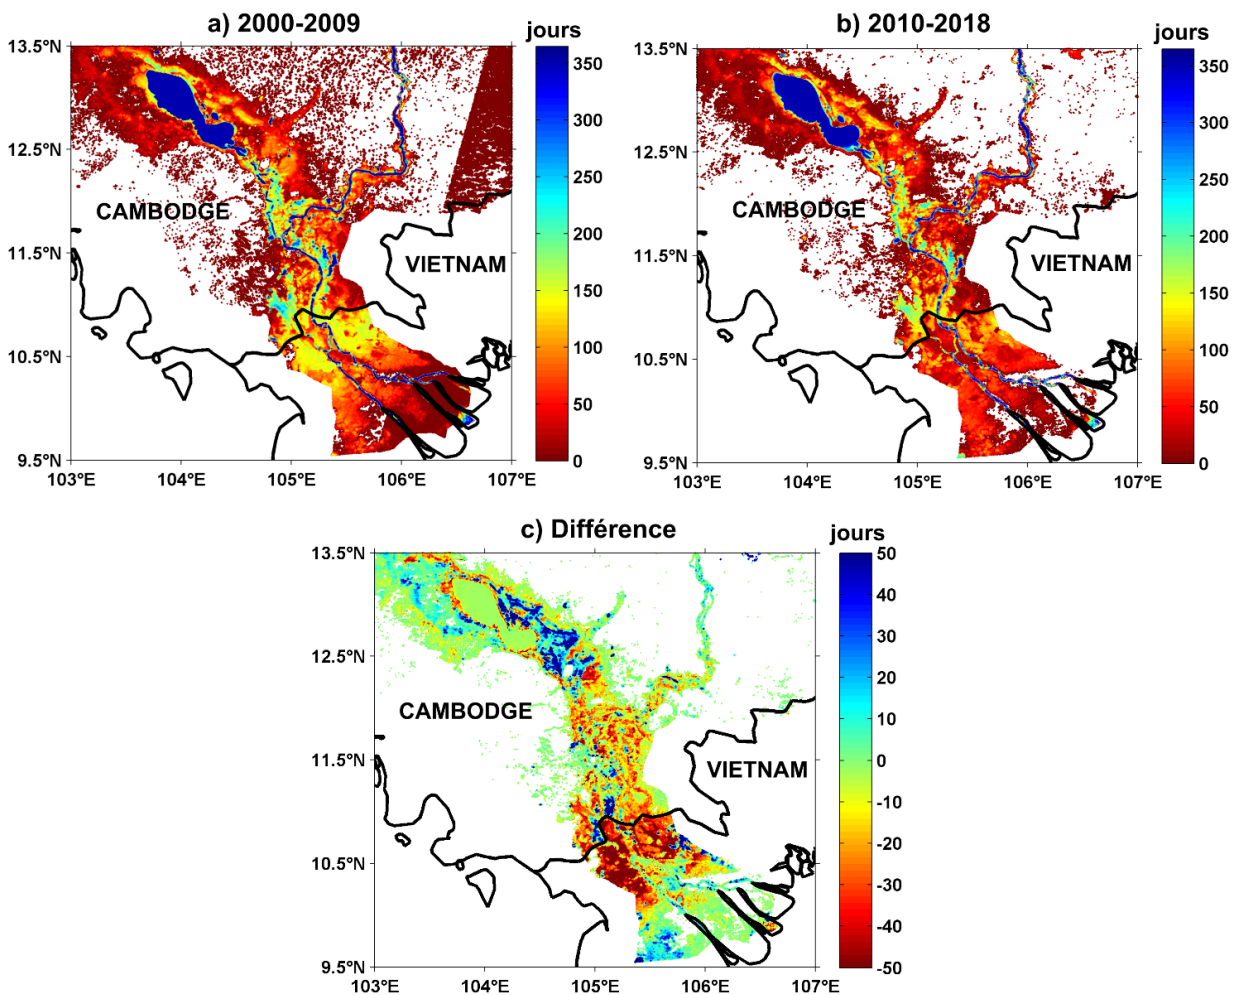 a) 2000-2009
jours
13.5°N
12.5°N
11.5°N
10.5°N
9.5°N
103°E
104°E
105°E
106°E
107°E
CAMBODGE
VIETNAM
350
300
250
200
150
100
50
0
b) 2010-2018
jours
13.5°N
12.5°N
11.5°N
10.5°N
9.5°N
103°E
104°E
105°E
106°E
107°E
CAMBODGE
VIETNAM
350
300
250
200
150
100
50
0
c) Différence
jours
13.5°N
12.5°N
11.5°N
10.5°N
9.5°N
103°E
104°E
105°E
106°E
107°E
CAMBODGE
VIETNAM
50
40
30
20
10
0
-10
-20
-30
-40
-50